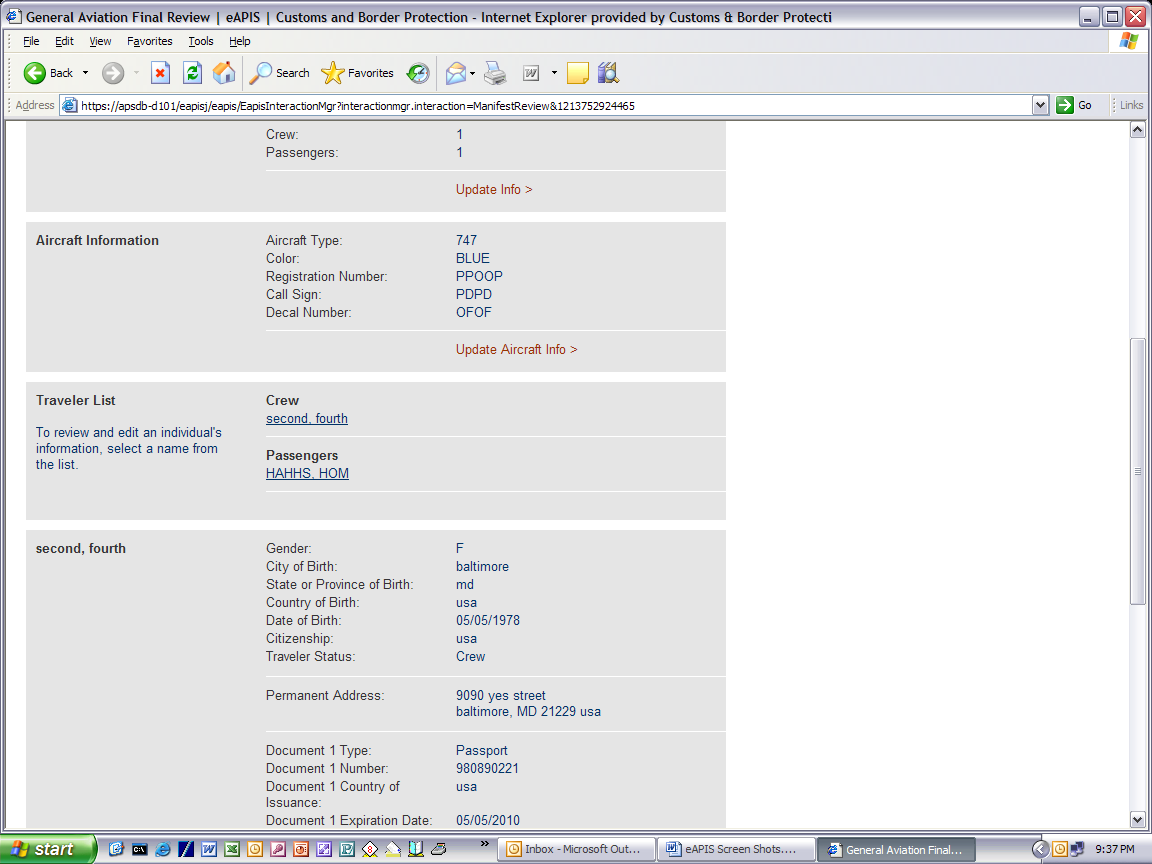 General Aviation Final Review | eAPIS | Customs and Border Protection - Internet Explorer provided by Customs & Border Protecti
File Edit View Favorites Tools Help
Back Search Favorites
Address https://apsdb-d101/eapisj/eapis/EapisInteractionMgr?interactionmgr.interaction=ManifestReview&1213752924465 Go Links
Crew: 1
Passengers: 1
Update Info >
Aircraft Information
Aircraft Type: 747
Color: BLUE
Registration Number: PPOOP
Call Sign: PDPD
Decal Number: OFOF
Update Aircraft Info >
Traveler List
To review and edit an individual's
information, select a name from
the list.
Crew
second, fourth
Passengers
HAHHS, HOM
second, fourth
Gender: F
City of Birth: baltimore
State or Province of Birth: md
Country of Birth: usa
Date of Birth: 05/05/1978
Citizenship: usa
Traveler Status: Crew
Permanent Address: 9090 yes street
baltimore, MD 21229 usa
Document 1 Type: Passport
Document 1 Number: 980890221
Document 1 Country of usa
Issuance:
Document 1 Expiration Date: 05/05/2010
start » Inbox - Microsoft Out... eAPIS Screen Shots.... General Aviation Final... 9:37 PM